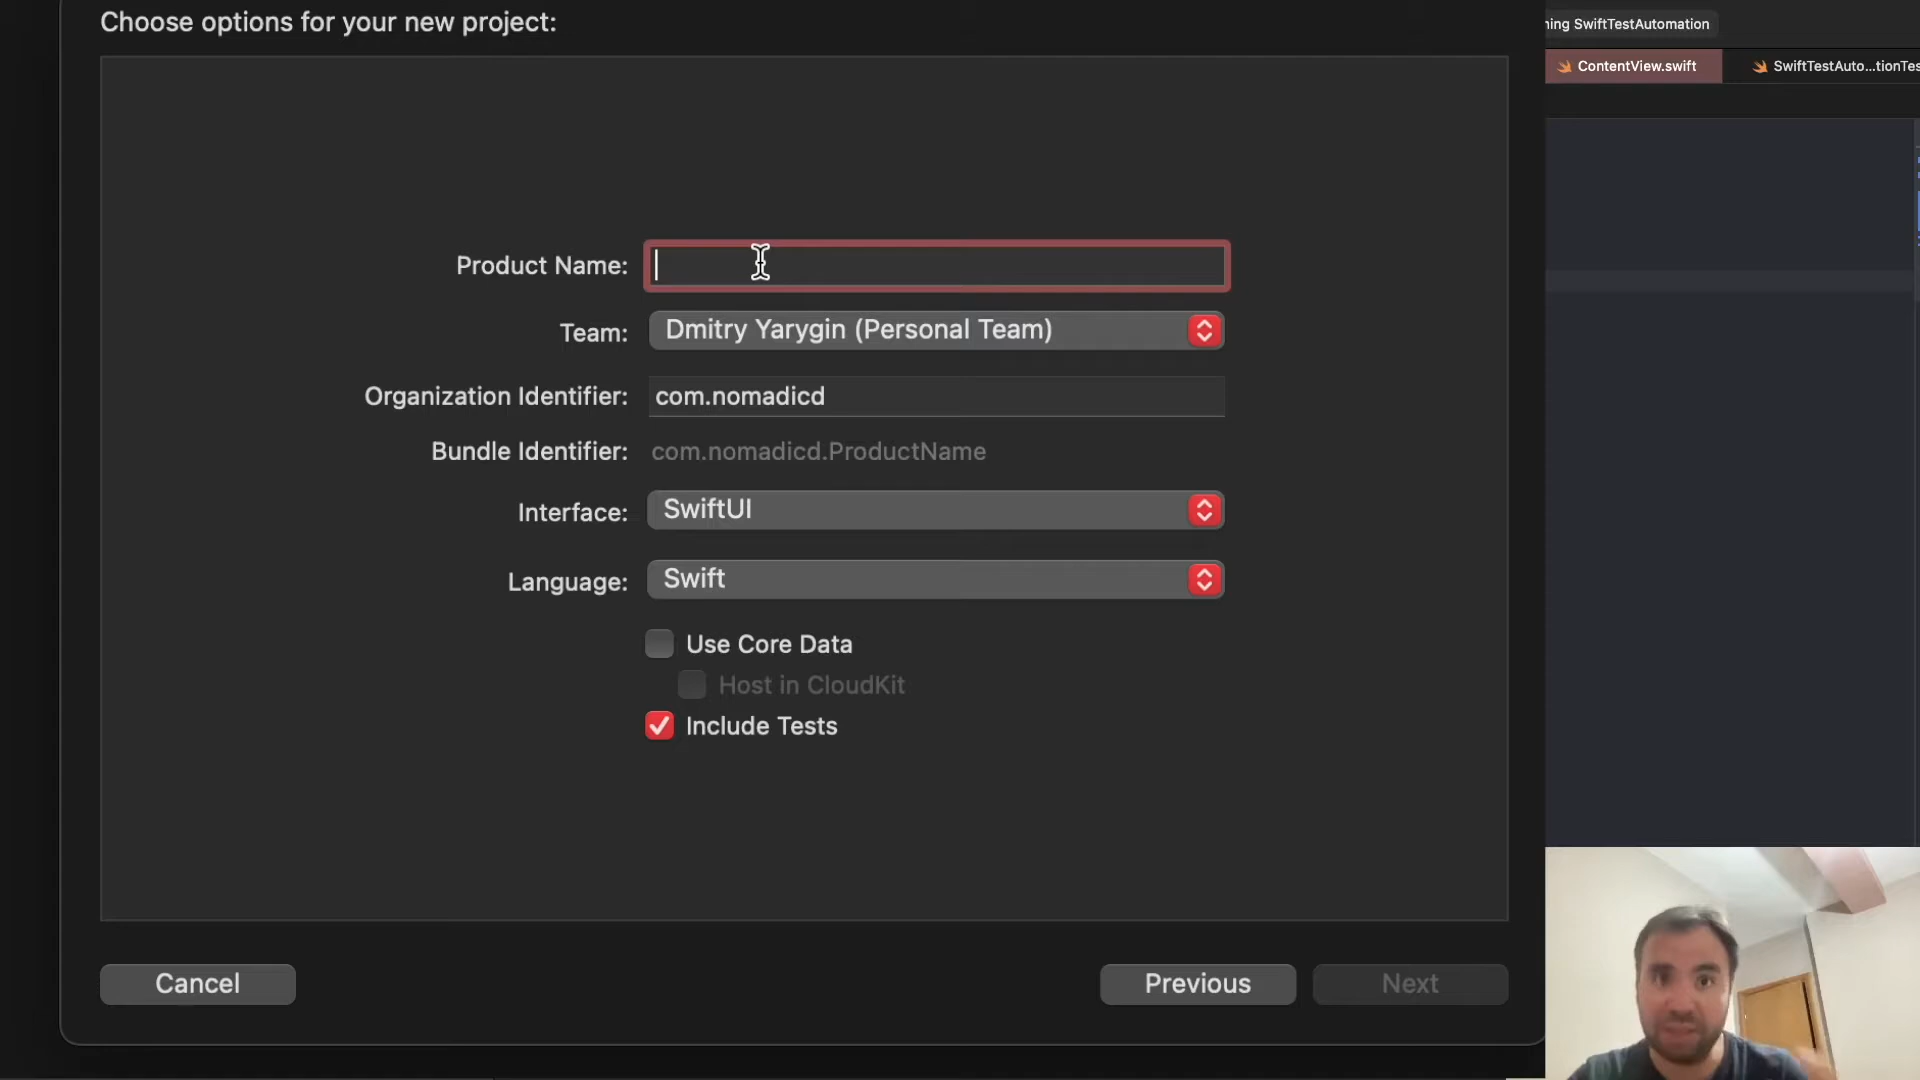 Choose options for your new project:
ning SwiftTestAutomation
ContentView.swift
SwiftTestAuto...tionTes
Product Name:
Team: Dmitry Yarygin (Personal Team)
Organization Identifier: com.nomadicd
Bundle Identifier: com.nomadicd.ProductName
Interface: SwiftUI
Language: Swift
Use Core Data
Host in CloudKit
Include Tests
Cancel
Previous
Next